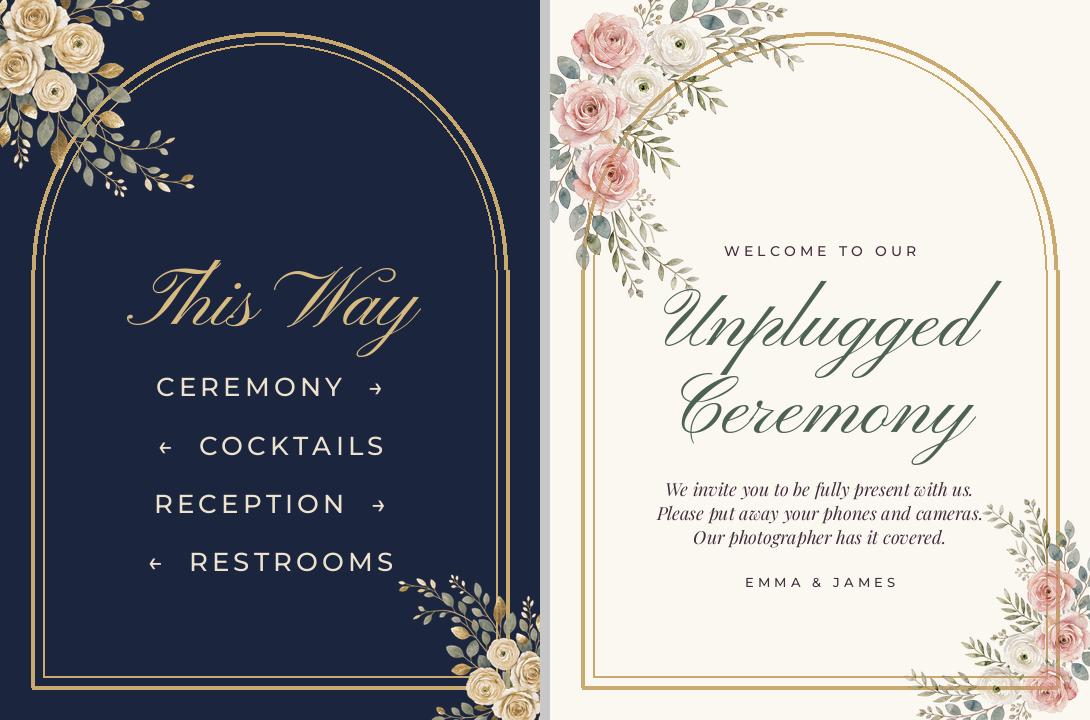 This Way
CEREMONY →
← COCKTAILS
RECEPTION →
← RESTROOMS
WELCOME TO OUR
Unplugged
Ceremony
We invite you to be fully present with us.
Please put away your phones and cameras.
Our photographer has it covered.
EMMA & JAMES